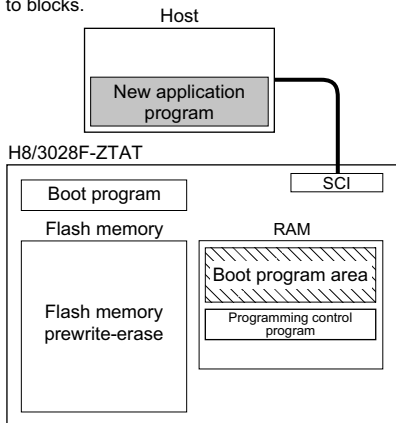 to blocks.
Host
New application
program
H8/3028F-ZTAT
SCI
Boot program
Flash memory
RAM
Boot program area
Flash memory
prewrite-erase
Programming control
program